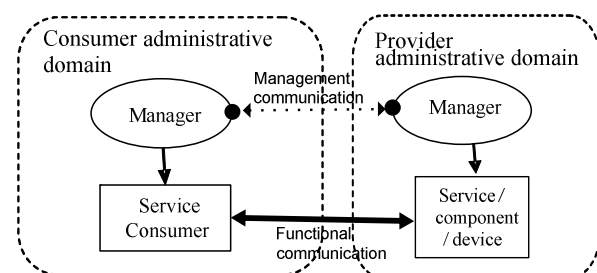 Consumer administrative
domain
Provider
administrative domain
Management
communication
Manager
Manager
Service
Consumer
Service /
component
/ device
Functional
communication